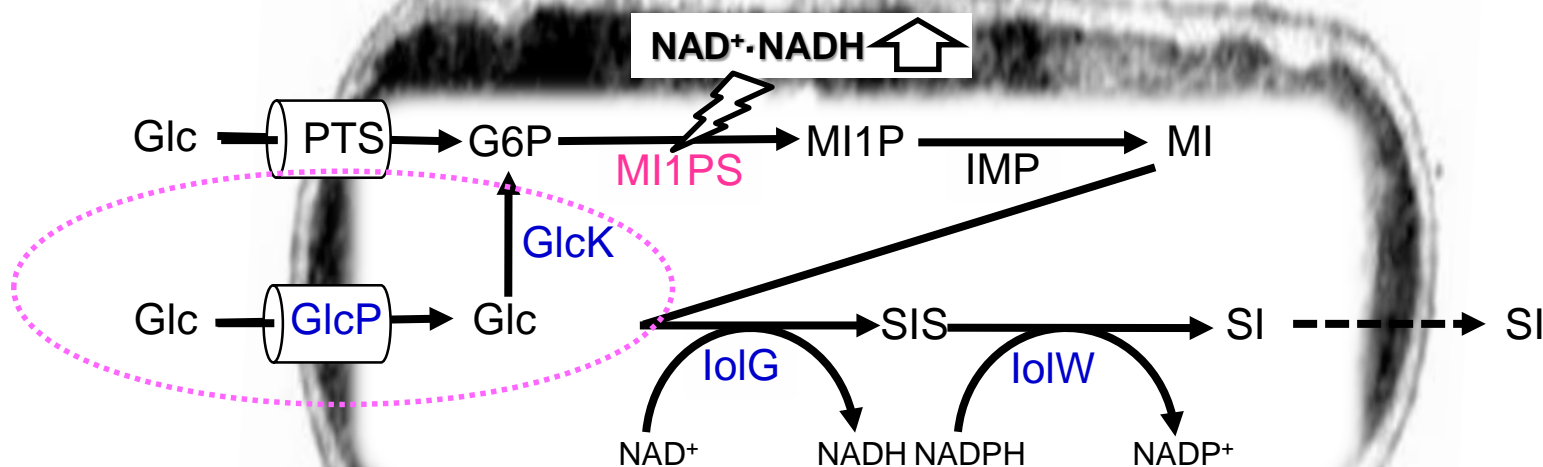 NAD⁺·NADH
Glc PTS G6P MI1P MI
MI1PS IMP
GlcK
Glc GlcP Glc SIS SI SI
IolG IolW
NAD⁺ NADH NADPH NADP⁺